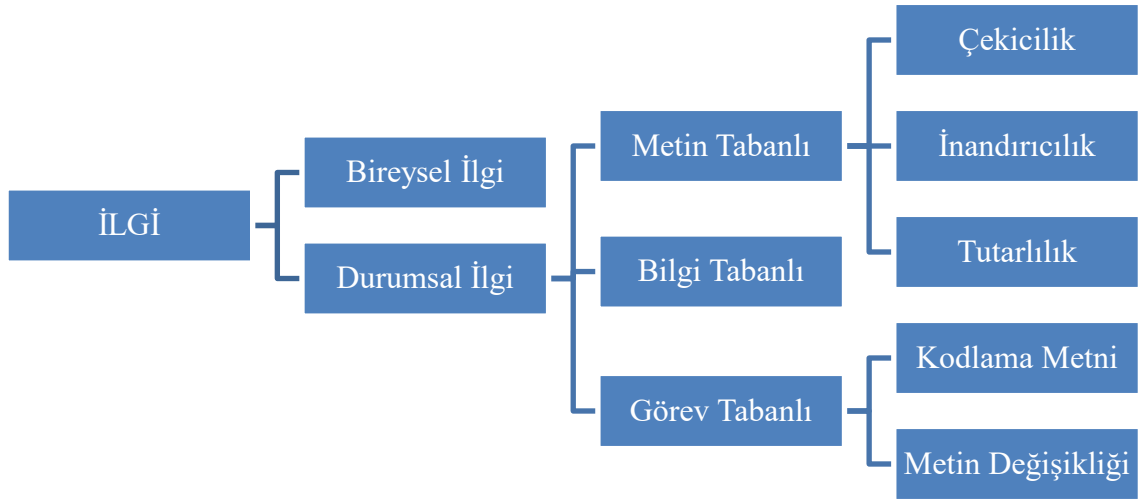 İLGİ
Bireysel İlgi
Durumsal İlgi
Metin Tabanlı
Bilgi Tabanlı
Görev Tabanlı
Çekicilik
İnandırıcılık
Tutarlılık
Kodlama Metni
Metin Değişikliği